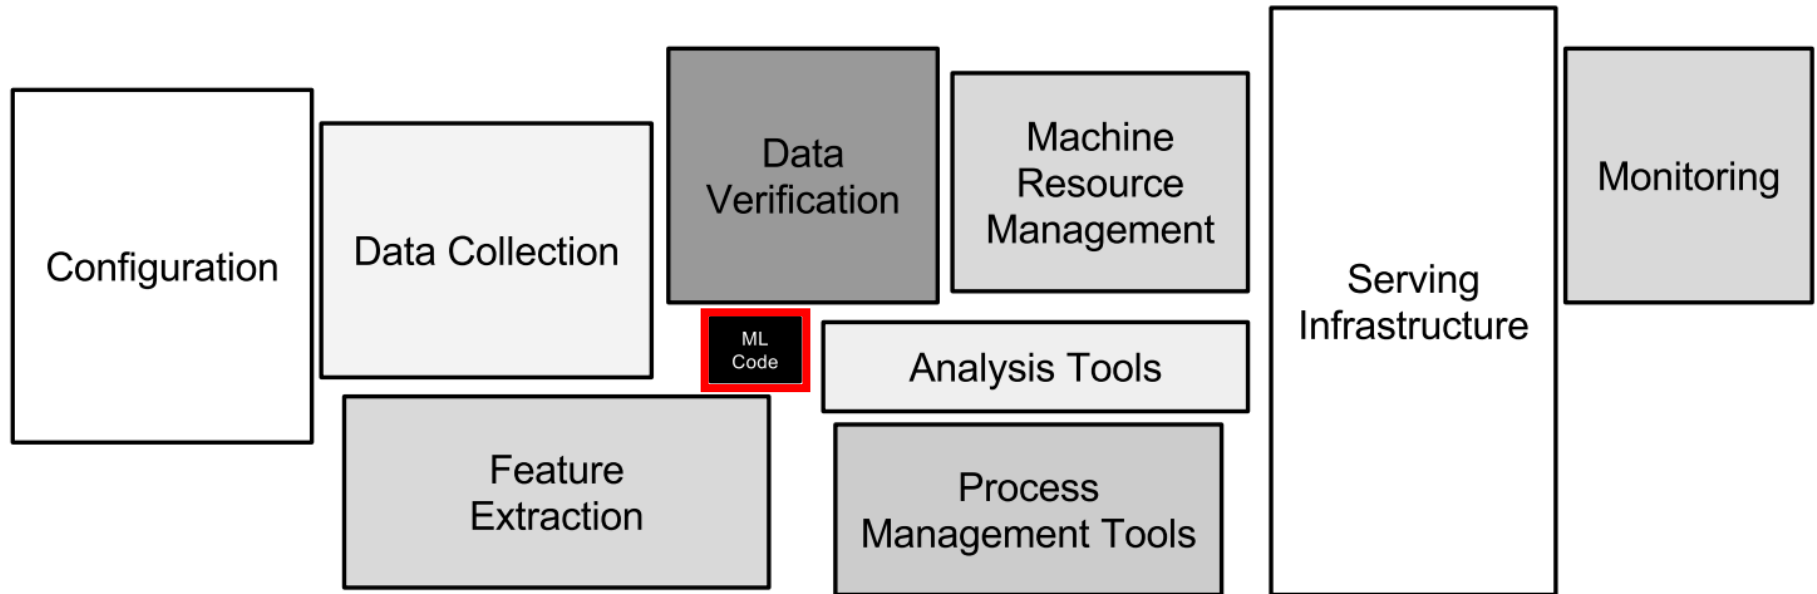 Configuration
Data Collection
Feature
Extraction
Data
Verification
ML
Code
Machine
Resource
Management
Analysis Tools
Process
Management Tools
Serving
Infrastructure
Monitoring